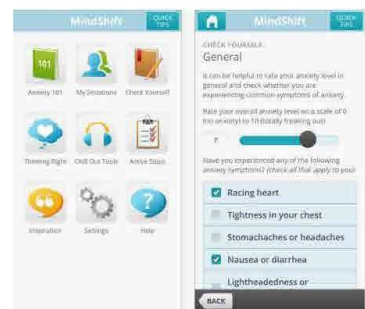 MindShift
QUICK TIPS
101
Anxiety 101
My Situations
Check Yourself
Thinking Right
Chill Out Tools
Active Steps
Inspiration
Settings
Help
MindShift
QUICK TIPS
CHECK YOURSELF
General
It can be helpful to rate your anxiety level in
general and check whether you are
experiencing common symptoms of anxiety.
Rate your overall anxiety level on a scale of 0
(no anxiety) to 10 (totally freaking out)
7
Have you experienced any of the following
anxiety symptoms? (check all that apply to you)
Racing heart
Tightness in your chest
Stomachaches or headaches
Nausea or diarrhea
Lightheadedness or
BACK